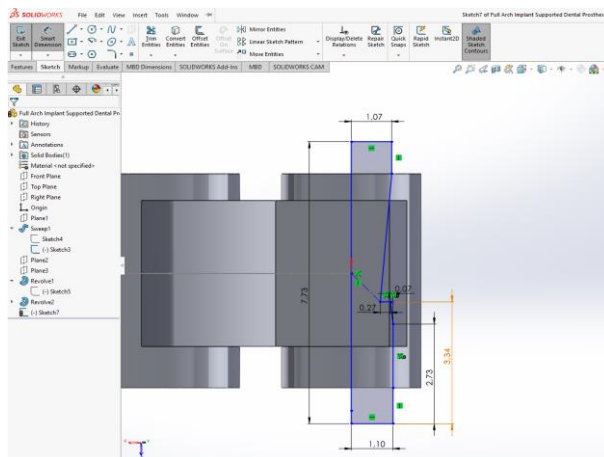 SOLIDWORKS File Edit View Insert Tools Window
Sketch7 of Full Arch Implant Supported Dental Prosthes
Exit Sketch
Smart Dimension
Trim Entities
Convert Entities
Offset Entities
Offset On Surface
Mirror Entities
Linear Sketch Pattern
Move Entities
Display/Delete Relations
Repair Sketch
Quick Snaps
Rapid Sketch
Instant2D
Shaded Sketch Contours
Features Sketch Markup Evaluate MBD Dimensions SOLIDWORKS Add-Ins MBD SOLIDWORKS CAM
Full Arch Implant Supported Dental Pr
History
Sensors
Annotations
Solid Bodies(1)
Material <not specified>
Front Plane
Top Plane
Right Plane
Origin
Plane1
Sweep1
Sketch4
(-) Sketch3
Plane2
Plane3
Revolve1
(-) Sketch5
Revolve2
(-) Sketch7
1,07
7,73
0,07
0,27
2,73
3,34
1,10